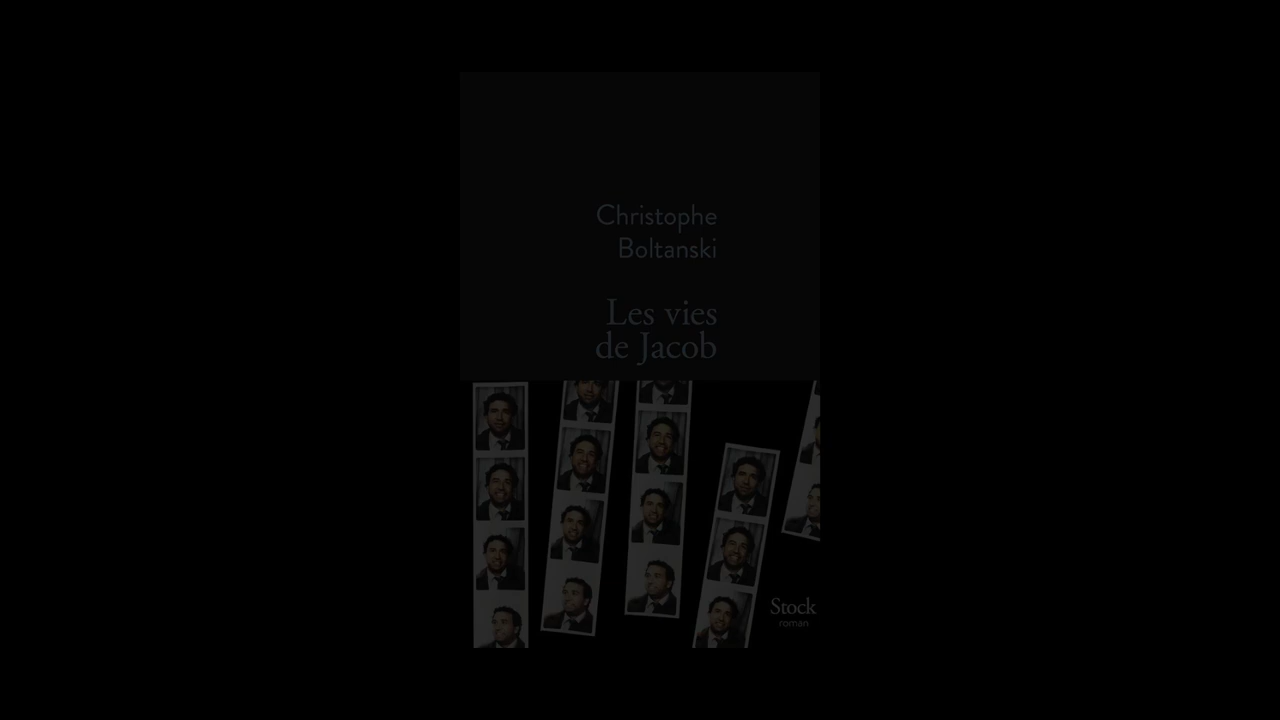 Christophe
Boltanski
Les vies
de Jacob
Stock
roman